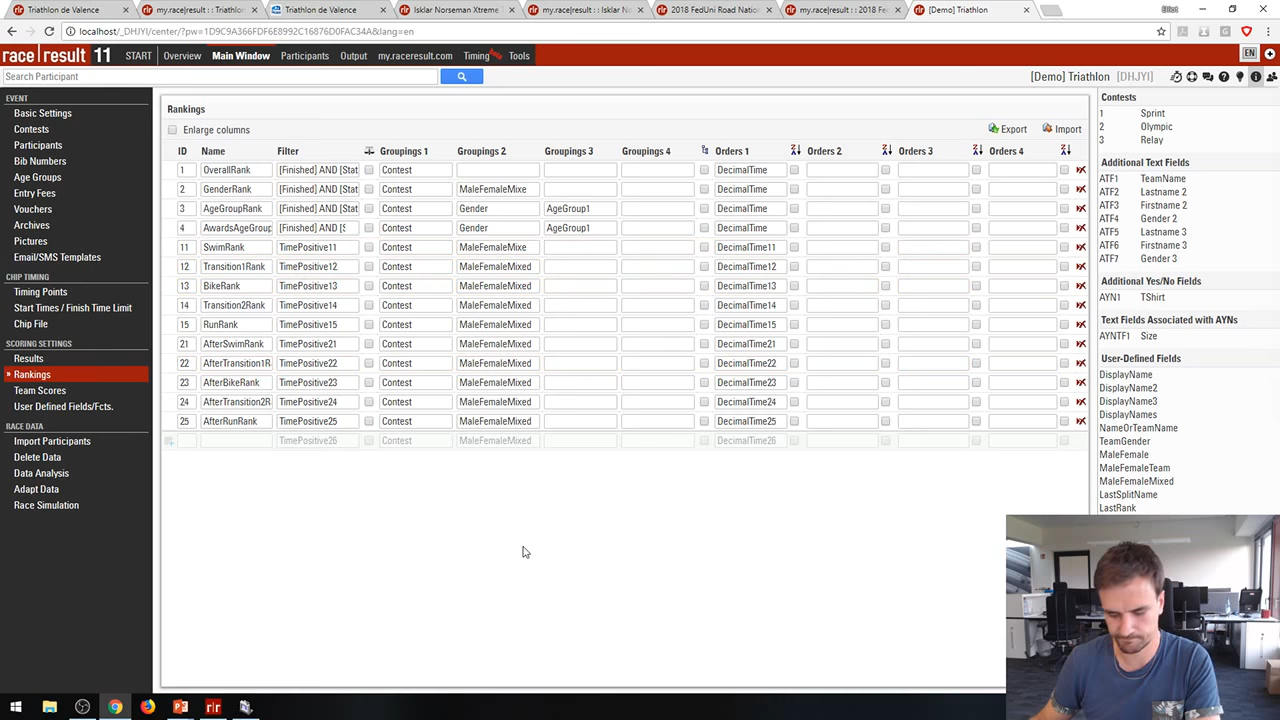 Triathlon de Valence
my.race|result : : Triathlon
Triathlon de Valence
Isklar Norseman Xtreme T
my.race|result : : Isklar No
2018 FedUni Road Nation
my.race|result : : 2018 Fed
[Demo] Triathlon
localhost/_DHJYI/center/?pw=1D9C9A366FDF6E8992C16876D0FAC34A&lang=en
race|result 11 START Overview Main Window Participants Output my.raceresult.com Timing Tools EN
Search Participant [Demo] Triathlon [DHJYI]
EVENT
Basic Settings
Contests
Participants
Bib Numbers
Age Groups
Entry Fees
Vouchers
Archives
Pictures
Email/SMS Templates
CHIP TIMING
Timing Points
Start Times / Finish Time Limit
Chip File
SCORING SETTINGS
Results
» Rankings
Team Scores
User Defined Fields/Fcts.
RACE DATA
Import Participants
Delete Data
Data Analysis
Adapt Data
Race Simulation
Rankings
Enlarge columns Export Import
ID Name Filter Groupings 1 Groupings 2 Groupings 3 Groupings 4 Orders 1 Orders 2 Orders 3 Orders 4
1 OverallRank [Finished] AND [Stat Contest DecimalTime
2 GenderRank [Finished] AND [Stat Contest MaleFemaleMixe DecimalTime
3 AgeGroupRank [Finished] AND [Stat Contest Gender AgeGroup1 DecimalTime
4 AwardsAgeGroup [Finished] AND [S Contest Gender AgeGroup1 DecimalTime
11 SwimRank TimePositive11 Contest MaleFemaleMixe DecimalTime11
12 Transition1Rank TimePositive12 Contest MaleFemaleMixed DecimalTime12
13 BikeRank TimePositive13 Contest MaleFemaleMixed DecimalTime13
14 Transition2Rank TimePositive14 Contest MaleFemaleMixed DecimalTime14
15 RunRank TimePositive15 Contest MaleFemaleMixed DecimalTime15
21 AfterSwimRank TimePositive21 Contest MaleFemaleMixed DecimalTime21
22 AfterTransition1R TimePositive22 Contest MaleFemaleMixed DecimalTime22
23 AfterBikeRank TimePositive23 Contest MaleFemaleMixed DecimalTime23
24 AfterTransition2R TimePositive24 Contest MaleFemaleMixed DecimalTime24
25 AfterRunRank TimePositive25 Contest MaleFemaleMixed DecimalTime25
TimePositive26 Contest MaleFemaleMixed DecimalTime26
Contests
1 Sprint
2 Olympic
3 Relay
Additional Text Fields
ATF1 TeamName
ATF2 Lastname 2
ATF3 Firstname 2
ATF4 Gender 2
ATF5 Lastname 3
ATF6 Firstname 3
ATF7 Gender 3
Additional Yes/No Fields
AYN1 TShirt
Text Fields Associated with AYNs
AYNTF1 Size
User-Defined Fields
DisplayName
DisplayName2
DisplayName3
DisplayNames
NameOrTeamName
TeamGender
MaleFemale
MaleFemaleTeam
MaleFemaleMixed
LastSplitName
LastRank